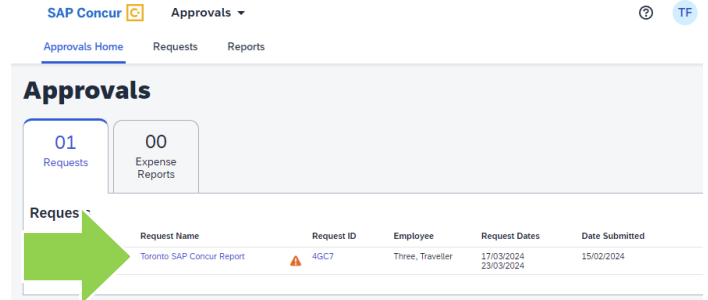 SAP Concur C Approvals
TF
Approvals Home Requests Reports
Approvals
01 00
Requests Expense
Reports
Request Name Request ID Employee Request Dates Date Submitted
Toronto SAP Concur Report 4GC7 Three, Traveller 17/03/2024 15/02/2024
23/03/2024